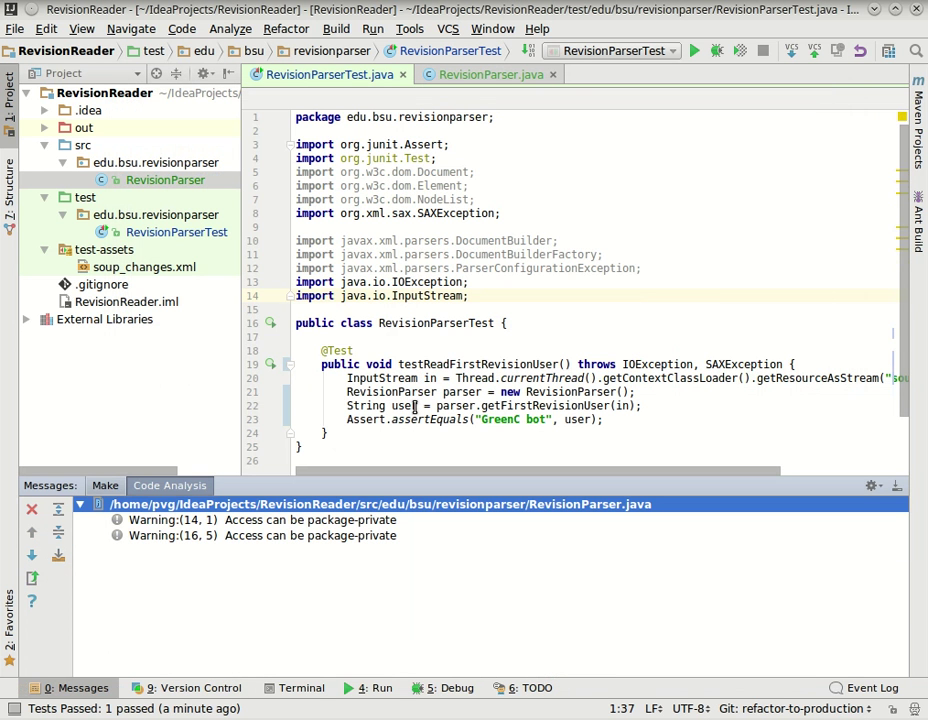 RevisionReader - [~/IdeaProjects/RevisionReader] - [RevisionReader] - ~/IdeaProjects/RevisionReader/test/edu/bsu/revisionparser/RevisionParserTest.java - I...
File Edit View Navigate Code Analyze Refactor Build Run Tools VCS Window Help
RevisionReader test edu bsu revisionparser RevisionParserTest RevisionParserTest VCS VCS
Project RevisionParserTest.java RevisionParser.java
1: Project
7: Structure
2: Favorites
RevisionReader ~/IdeaProjects/
.idea
out
src
edu.bsu.revisionparser
RevisionParser
test
edu.bsu.revisionparser
RevisionParserTest
test-assets
soup_changes.xml
.gitignore
RevisionReader.iml
External Libraries
1 package edu.bsu.revisionparser;
2
3 import org.junit.Assert;
4 import org.junit.Test;
5 import org.w3c.dom.Document;
6 import org.w3c.dom.Element;
7 import org.w3c.dom.NodeList;
8 import org.xml.sax.SAXException;
9
10 import javax.xml.parsers.DocumentBuilder;
11 import javax.xml.parsers.DocumentBuilderFactory;
12 import javax.xml.parsers.ParserConfigurationException;
13 import java.io.IOException;
14 import java.io.InputStream;
15
16 public class RevisionParserTest {
17
18 @Test
19 public void testReadFirstRevisionUser() throws IOException, SAXException {
20 InputStream in = Thread.currentThread().getContextClassLoader().getResourceAsStream("sou
21 RevisionParser parser = new RevisionParser();
22 String user = parser.getFirstRevisionUser(in);
23 Assert.assertEquals("GreenC bot", user);
24 }
25 }
26
Maven Projects
Ant Build
Messages: Make Code Analysis
/home/pvg/IdeaProjects/RevisionReader/src/edu/bsu/revisionparser/RevisionParser.java
Warning:(14, 1) Access can be package-private
Warning:(16, 5) Access can be package-private
0: Messages 9: Version Control Terminal 4: Run 5: Debug 6: TODO Event Log
Tests Passed: 1 passed (a minute ago) 1:37 LF UTF-8 Git: refactor-to-production